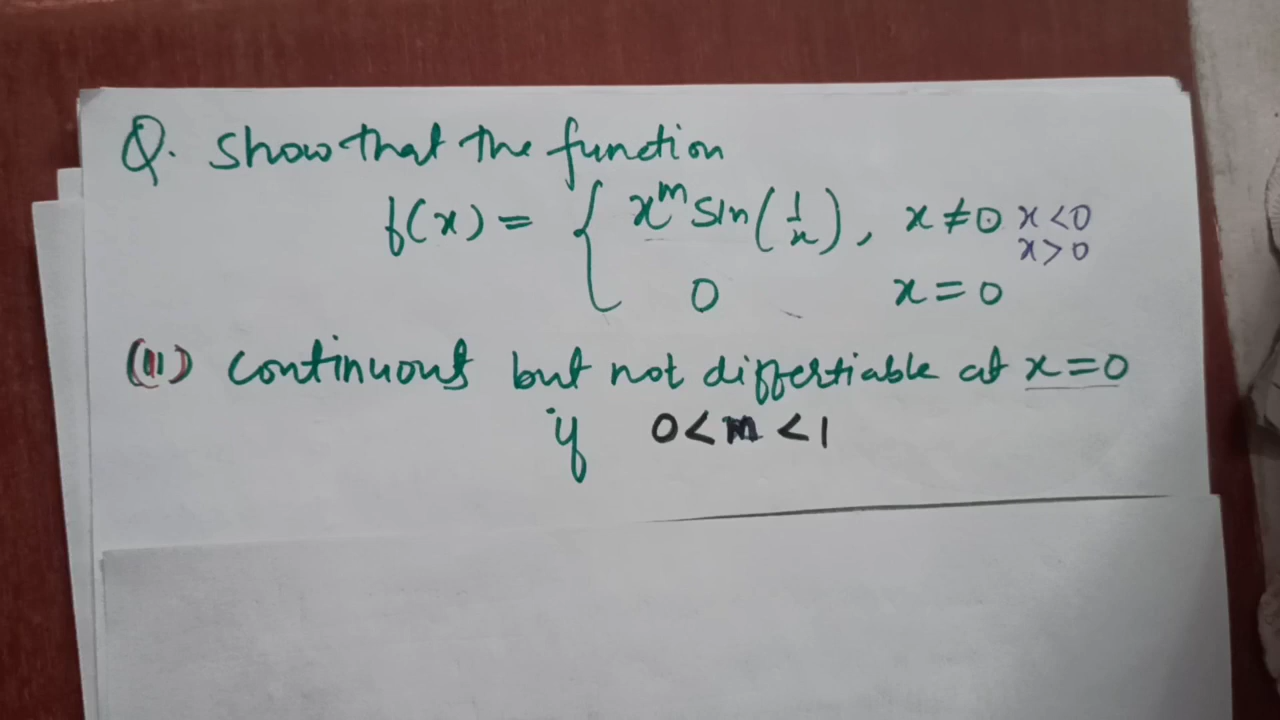 Q. show that the function
f(x) = { x^m sin(1/x), x ≠ 0 x < 0
x > 0
0 x = 0
(II) continuous but not differtiable at x = 0
if 0 < m < 1